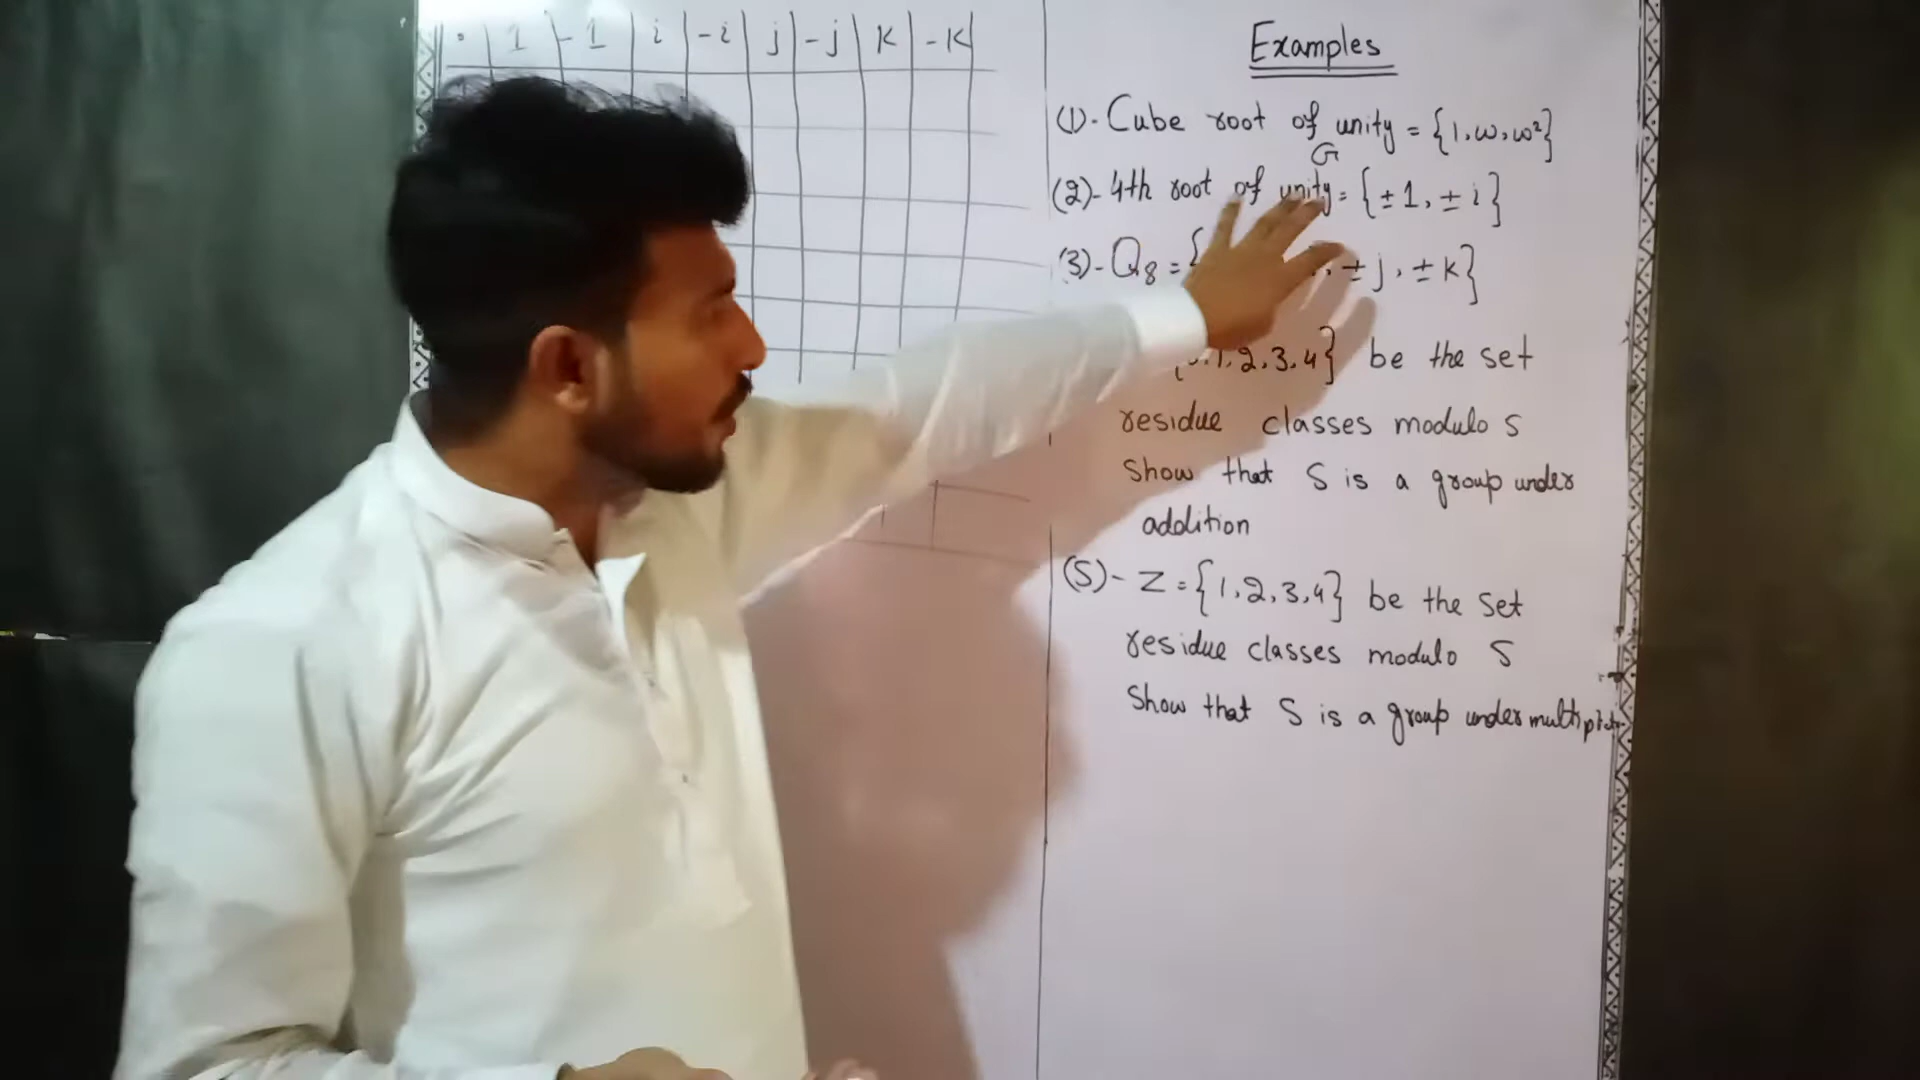 · 1 -1 i -i j -j k -k
Examples
(1)- Cube root of unity = {1, ω, ω²}
G
(2)- 4th root of unity = {±1, ± i}
(3)- Q8 = { ± j, ± k}
1, 2, 3, 4} be the set
residue classes modulo 5
Show that S is a group under
addition
(5)- Z = {1, 2, 3, 4} be the set
residue classes modulo 5
Show that S is a group under